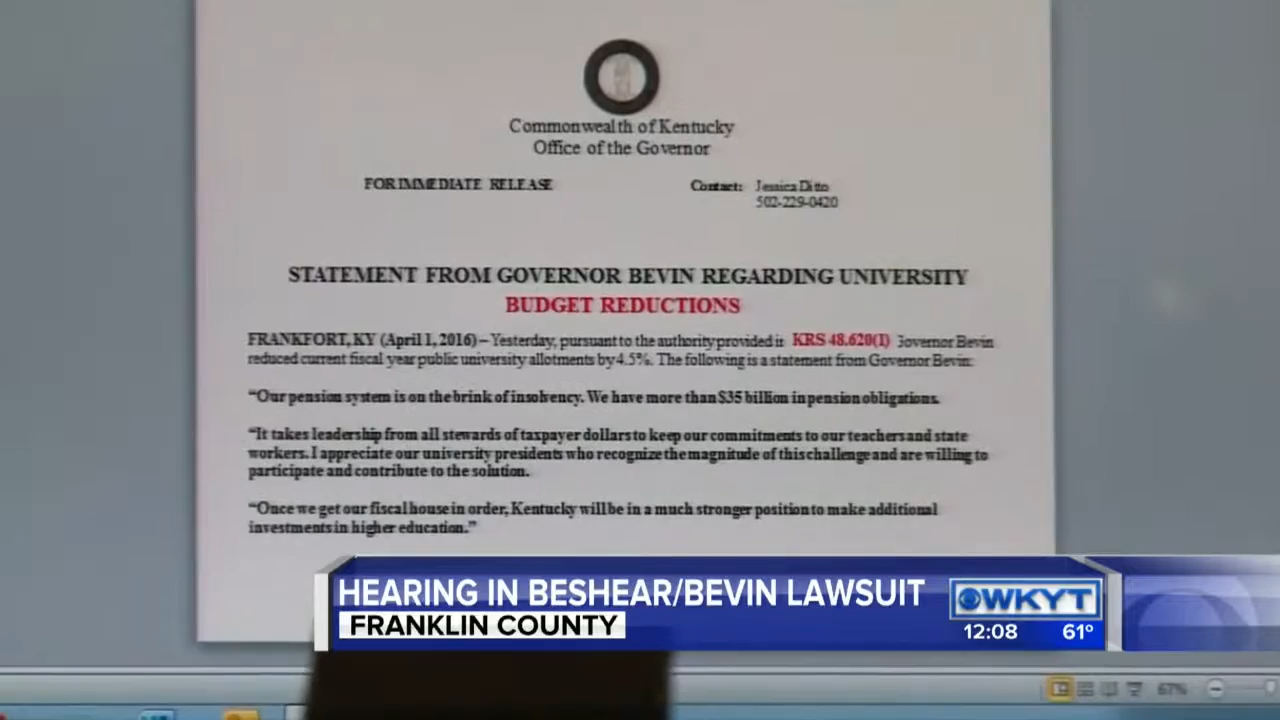 Commonwealth of Kentucky
Office of the Governor
FOR IMMEDIATE RELEASE
Contact: Jessica Ditto
502-229-0420
STATEMENT FROM GOVERNOR BEVIN REGARDING UNIVERSITY
BUDGET REDUCTIONS
FRANKFORT, KY (April 1, 2016) – Yesterday, pursuant to the authority provided i KRS 48.620(1) Governor Bevin
reduced current fiscal year public university allotments by 4.5%. The following is a statement from Governor Bevin:
“Our pension system is on the brink of insolvency. We have more than $35 billion in pension obligations.
“It takes leadership from all stewards of taxpayer dollars to keep our commitments to our teachers and state
workers. I appreciate our university presidents who recognize the magnitude of this challenge and are willing to
participate and contribute to the solution.
“Once we get our fiscal house in order, Kentucky will be in a much stronger position to make additional
investments in higher education.”
HEARING IN BESHEAR/BEVIN LAWSUIT
FRANKLIN COUNTY
WKYT
12:08 61°
67%